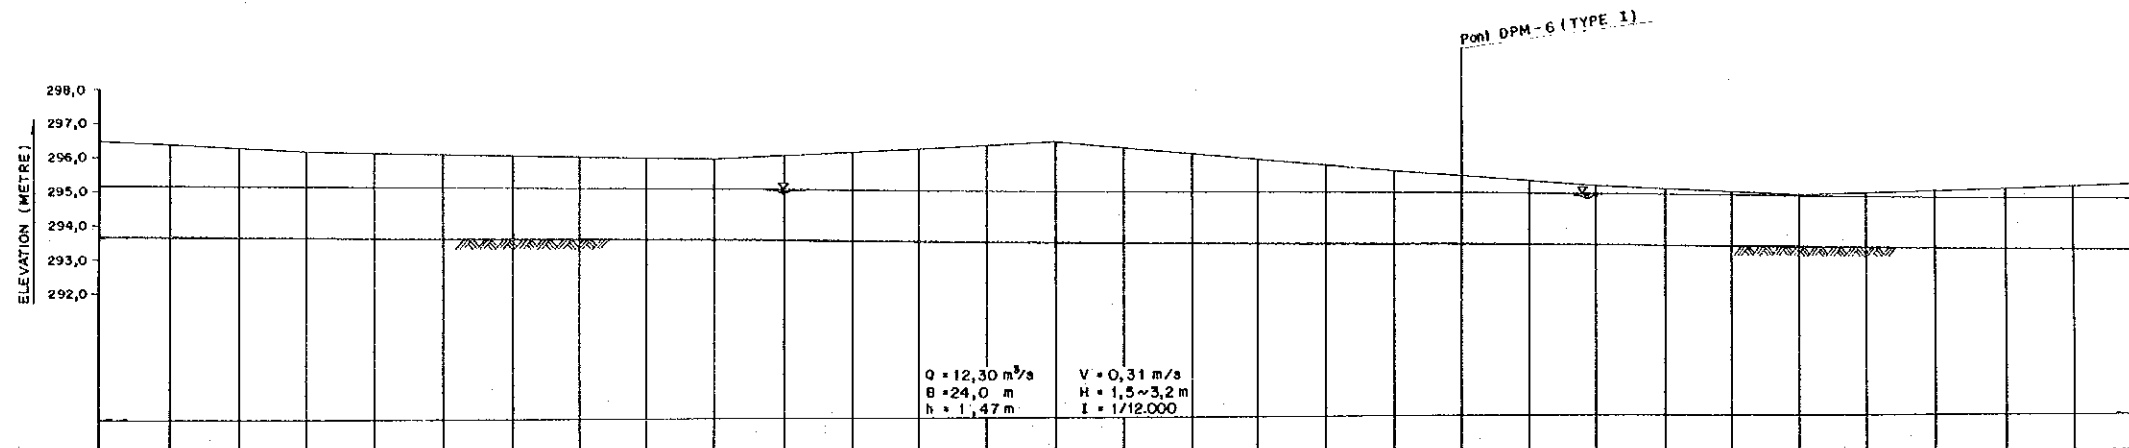 Pont DPM-6 (TYPE I)
298,0
297,0
296,0
295,0
294,0
293,0
292,0
ELEVATION (METRE)
Q = 12,30 m³/s V = 0,31 m/s
B = 24,0 m H = 1,5~3,2 m
h = 1,47 m I = 1/12.000